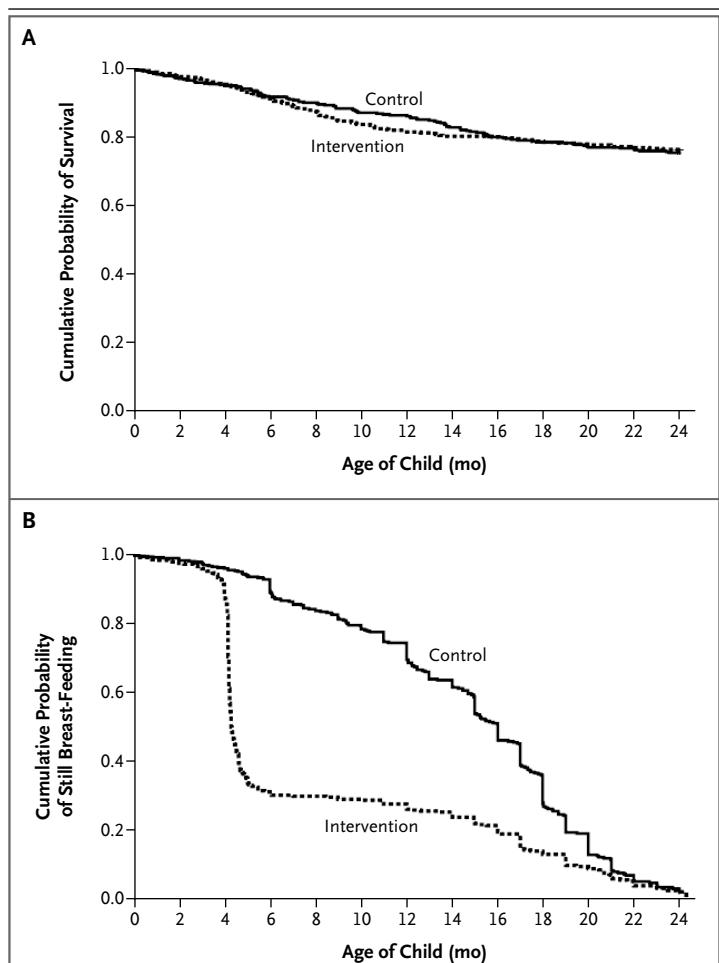 A
1.0
0.8
0.6
0.4
0.2
0.0
Cumulative Probability of Survival
Control
Intervention
0 2 4 6 8 10 12 14 16 18 20 22 24
Age of Child (mo)
B
1.0
0.8
0.6
0.4
0.2
0.0
Cumulative Probability
of Still Breast-Feeding
Control
Intervention
0 2 4 6 8 10 12 14 16 18 20 22 24
Age of Child (mo)